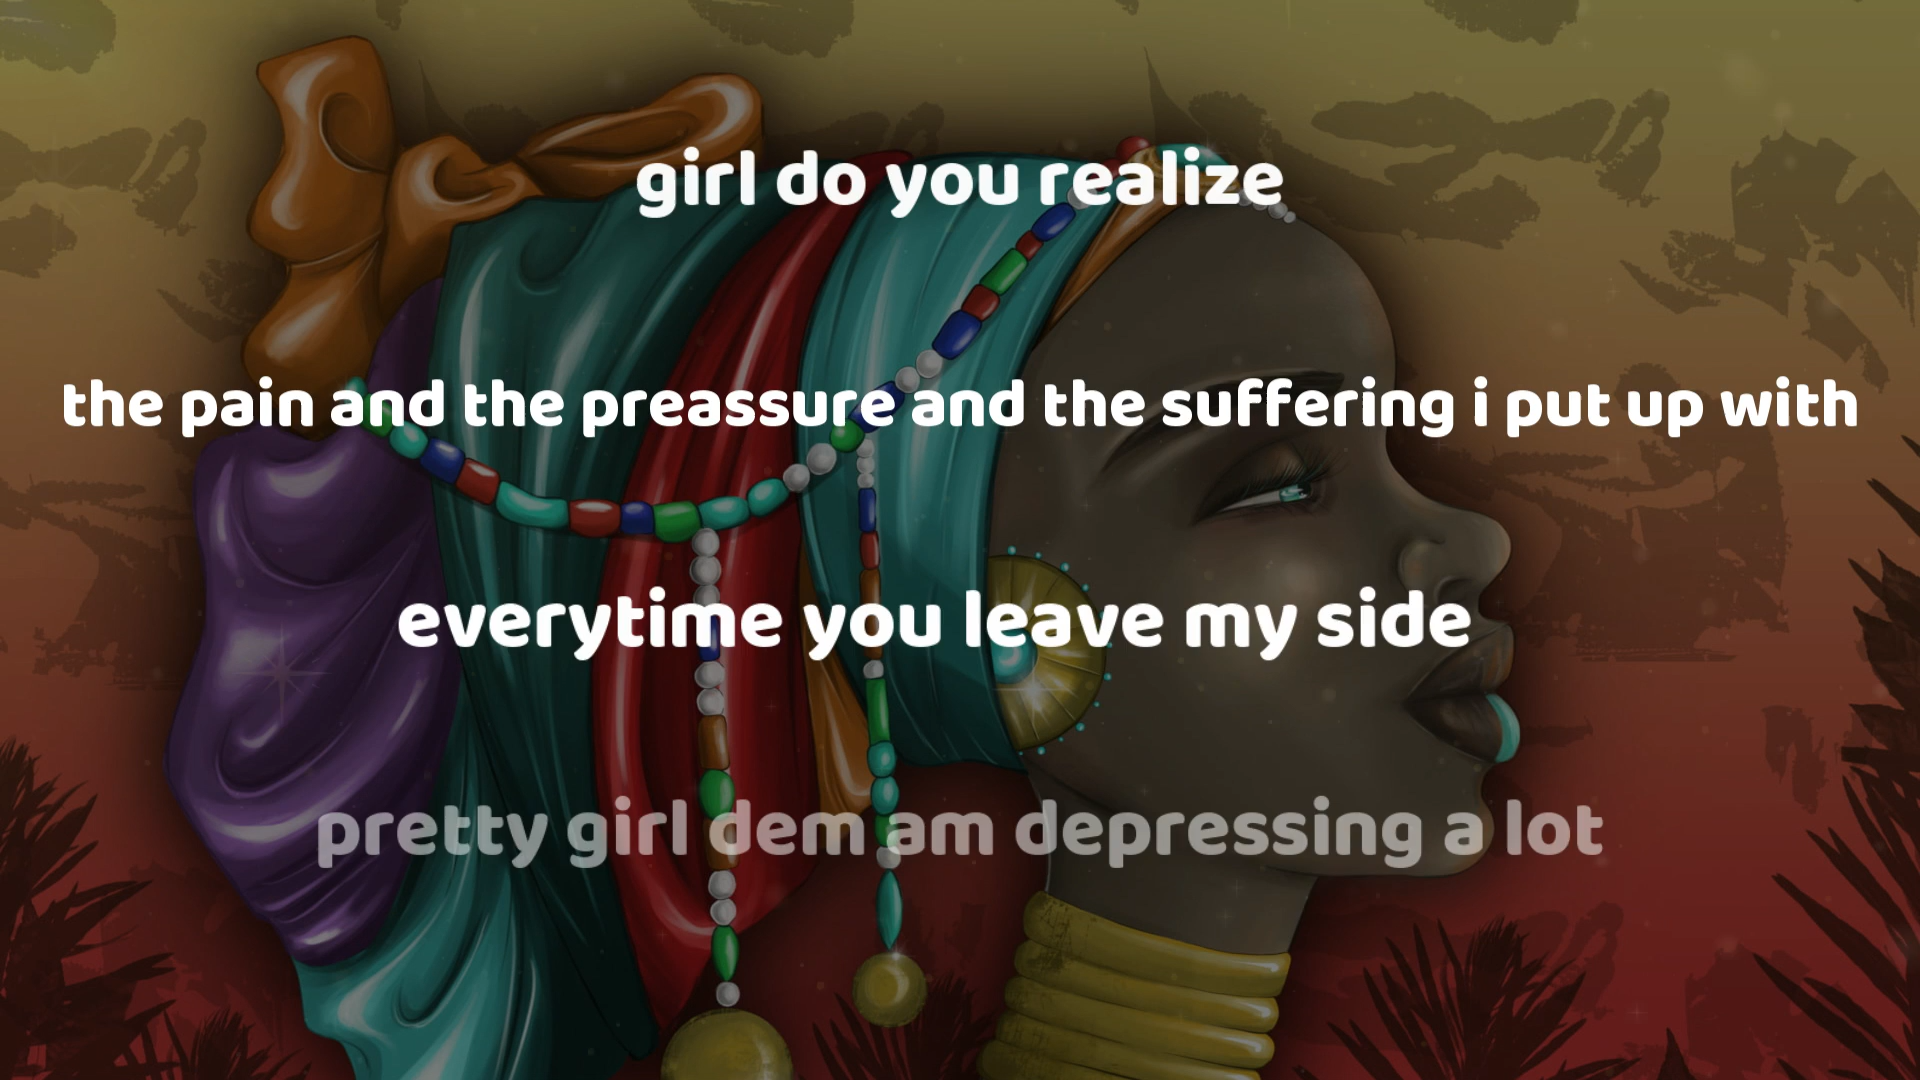 girl do you realize
the pain and the preassure and the suffering i put up with
everytime you leave my side
pretty girl dem am depressing a lot